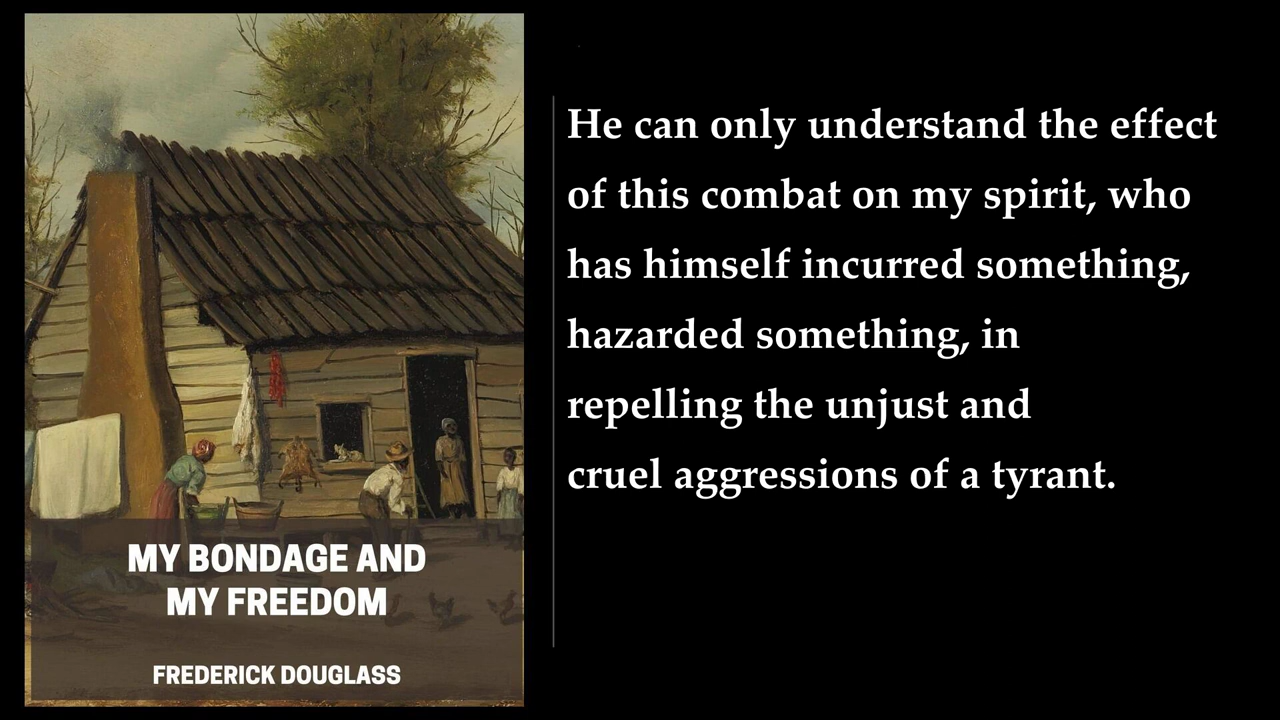 MY BONDAGE AND
MY FREEDOM
FREDERICK DOUGLASS
He can only understand the effect
of this combat on my spirit, who
has himself incurred something,
hazarded something, in
repelling the unjust and
cruel aggressions of a tyrant.